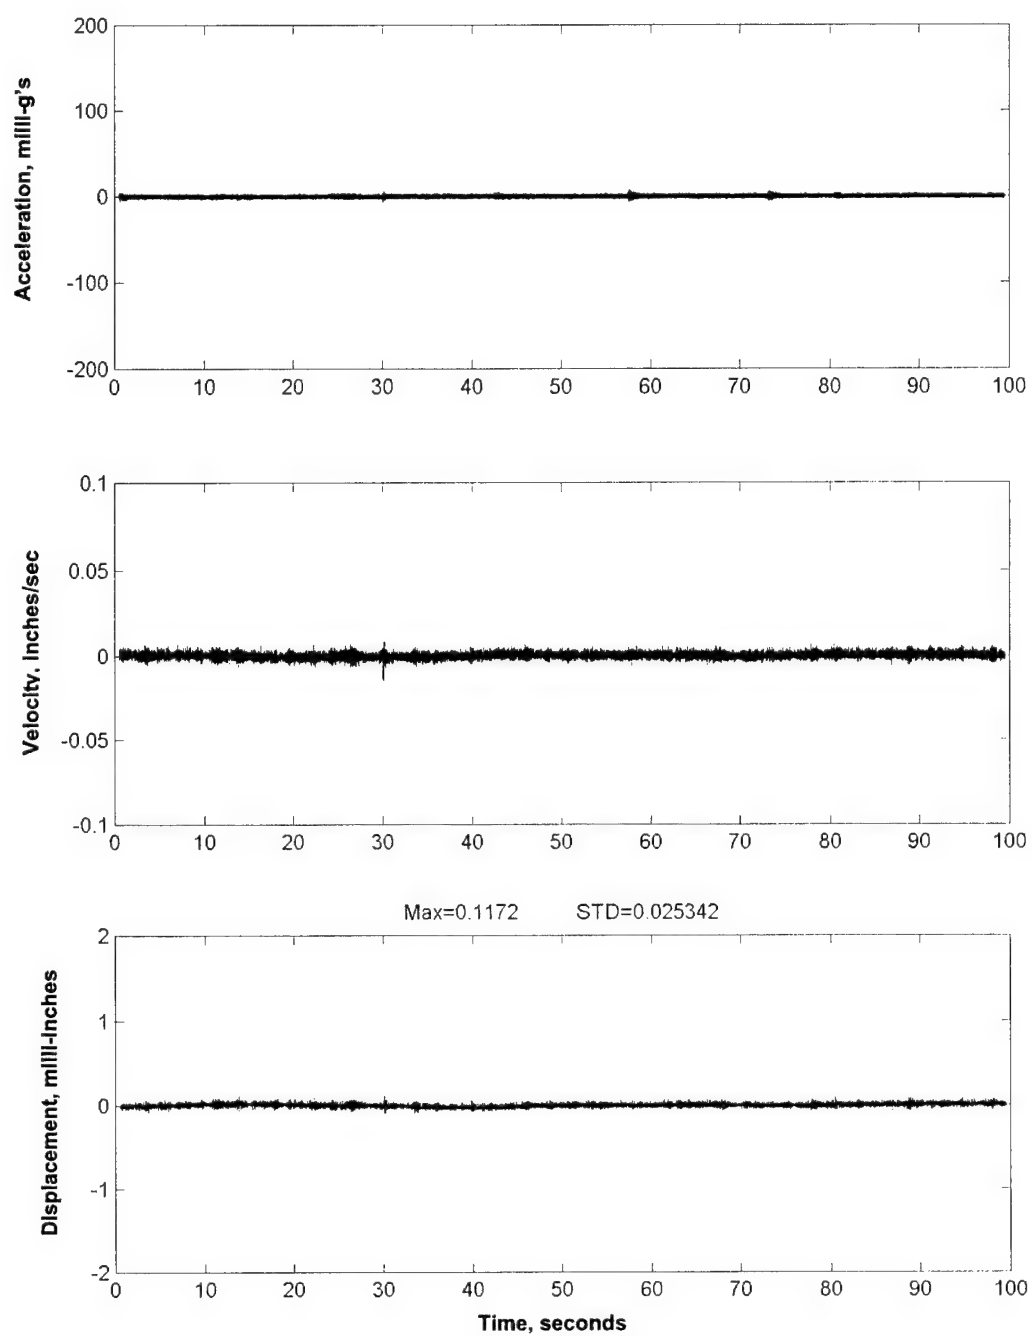 Acceleration, milli-g's
200
100
0
-100
-200
0 10 20 30 40 50 60 70 80 90 100
Velocity, Inches/sec
0.1
0.05
0
-0.05
-0.1
0 10 20 30 40 50 60 70 80 90 100
Max=0.1172 STD=0.025342
Displacement, milli-Inches
2
1
0
-1
-2
0 10 20 30 40 50 60 70 80 90 100
Time, seconds